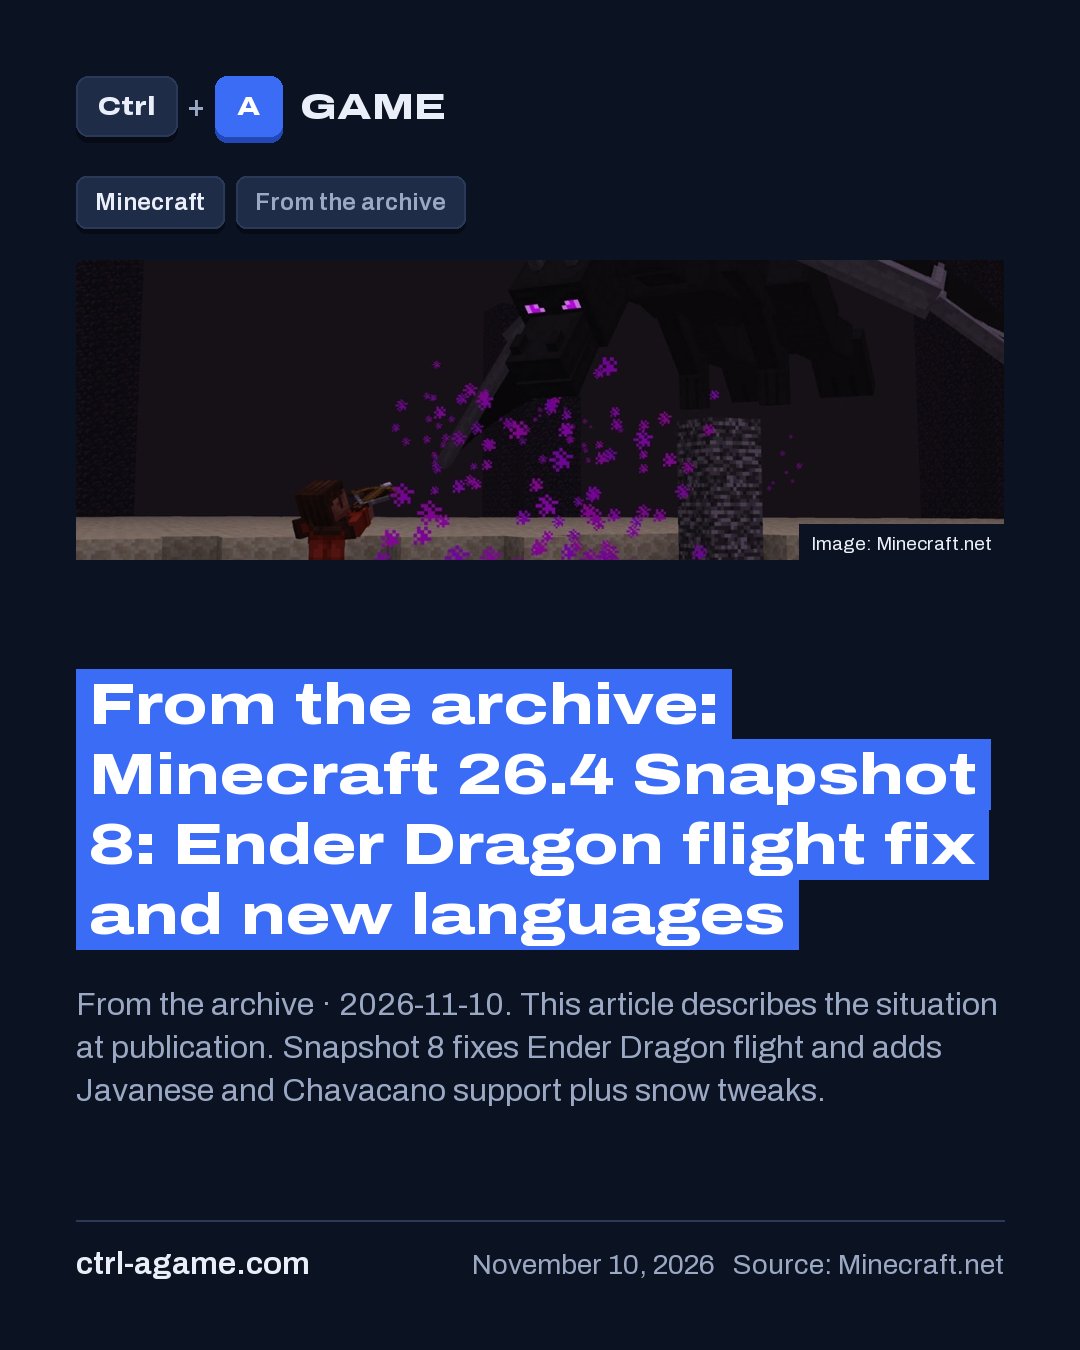 Ctrl + A GAME
Minecraft From the archive
Image: Minecraft.net
From the archive:
Minecraft 26.4 Snapshot
8: Ender Dragon flight fix
and new languages
From the archive · 2026-11-10. This article describes the situation
at publication. Snapshot 8 fixes Ender Dragon flight and adds
Javanese and Chavacano support plus snow tweaks.
ctrl-agame.com November 10, 2026 Source: Minecraft.net